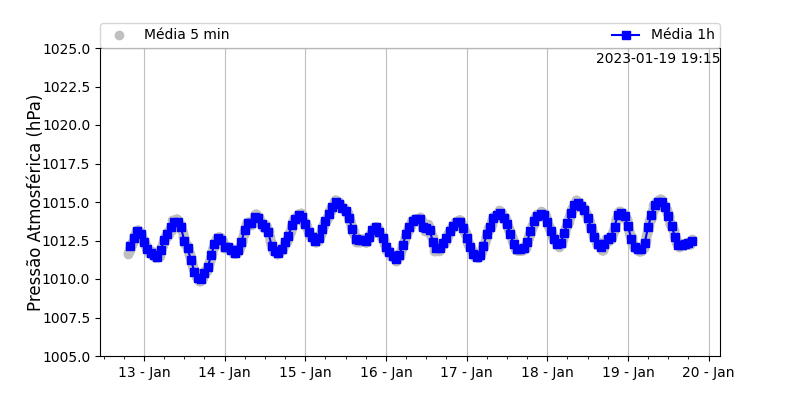 Média 5 min
Média 1h
2023-01-19 19:15
Pressão Atmosférica (hPa)
1025.0
1022.5
1020.0
1017.5
1015.0
1012.5
1010.0
1007.5
1005.0
13 - Jan
14 - Jan
15 - Jan
16 - Jan
17 - Jan
18 - Jan
19 - Jan
20 - Jan